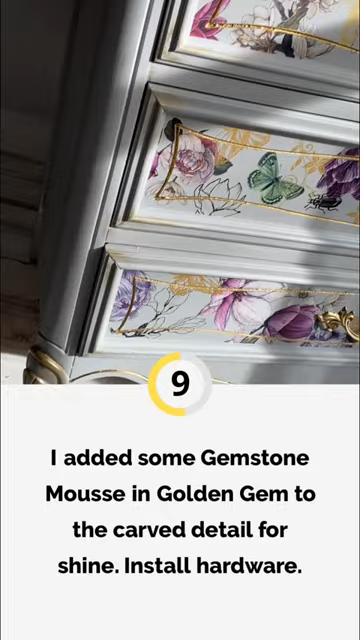 9
I added some Gemstone
Mousse in Golden Gem to
the carved detail for
shine. Install hardware.